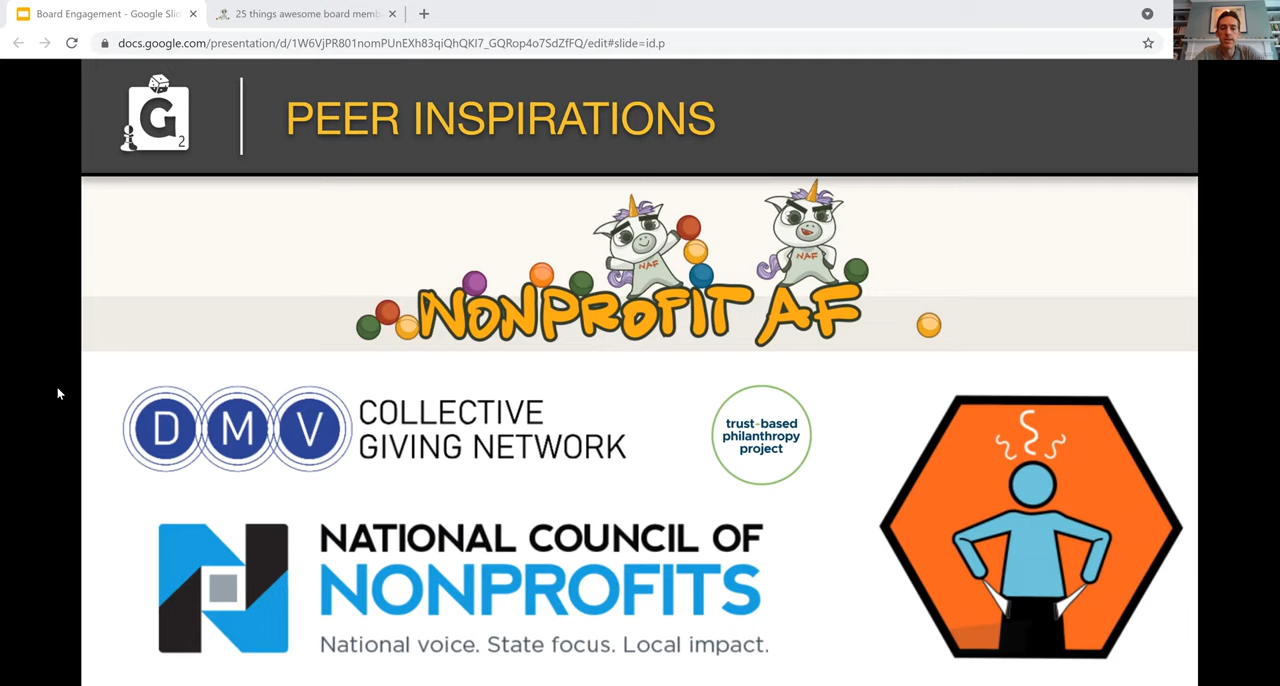 Board Engagement - Google Slid
25 things awesome board memb
docs.google.com/presentation/d/1W6VjPR801nomPUnEXh83qiQhQKl7_GQRop4o7SdZfFQ/edit#slide=id.p
G
2
PEER INSPIRATIONS
NAF
NAF
NONPROFIT AF
DMV
COLLECTIVE
GIVING NETWORK
trust-based
philanthropy
project
NATIONAL COUNCIL OF
NONPROFITS
National voice. State focus. Local impact.